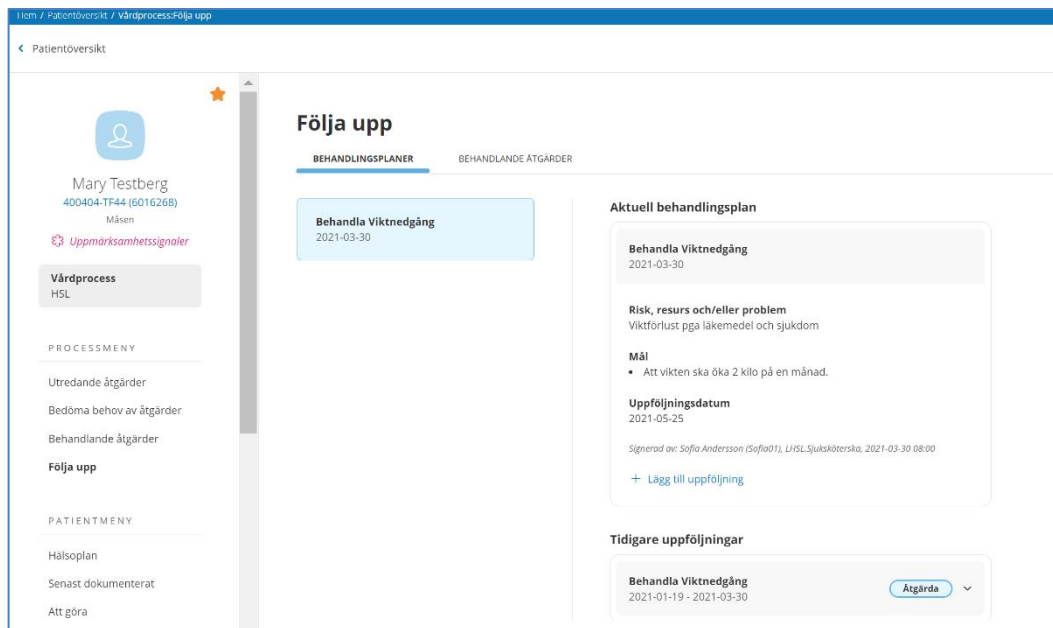 Hem / Patientöversikt / Vårdprocess:Följa upp
Patientöversikt
Mary Testberg
400404-TF44 (6016268)
Måsen
Uppmärksamhetssignaler
Vårdprocess
HSL
PROCESSMENY
Utredande åtgärder
Bedöma behov av åtgärder
Behandlande åtgärder
Följa upp
PATIENTMENY
Hälsoplan
Senast dokumenterat
Att göra
Följa upp
BEHANDLINGSPLANER
BEHANDLANDE ÅTGÄRDER
Behandla Viktnedgång
2021-03-30
Aktuell behandlingsplan
Behandla Viktnedgång
2021-03-30
Risk, resurs och/eller problem
Viktförlust pga läkemedel och sjukdom
Mål
• Att vikten ska öka 2 kilo på en månad.
Uppföljningsdatum
2021-05-25
Signerad av: Sofia Andersson (Sofia01), LHSL.Sjuksköterska, 2021-03-30 08:00
+ Lägg till uppföljning
Tidigare uppföljningar
Behandla Viktnedgång
2021-01-19 - 2021-03-30
Åtgärda